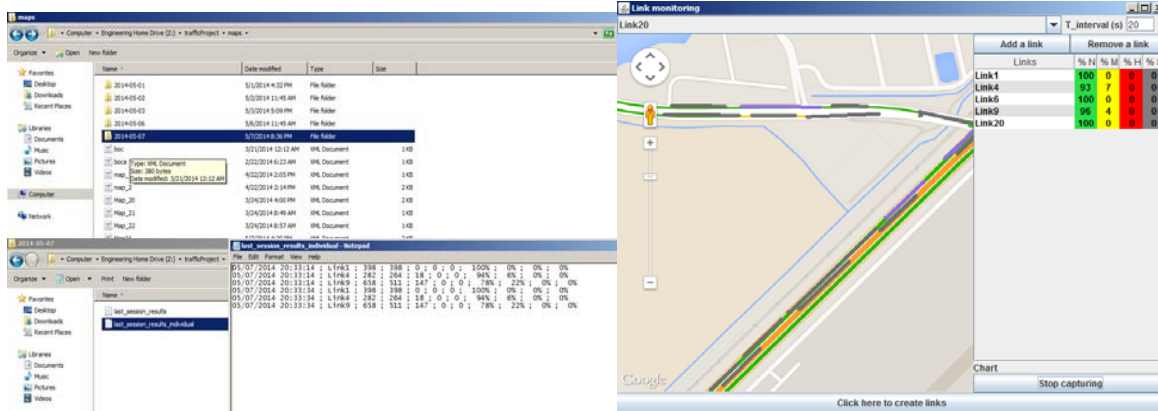 maps
Computer • Engineering Home Drive (Z:) • trafficProject • maps •
Organize Open New folder
Name Date modified Type Size
Favorites
Desktop
Downloads
Recent Places
Libraries
Documents
Music
Pictures
Videos
Computer
Network
2014-05-01 5/1/2014 4:32 PM File folder
2014-05-02 5/2/2014 11:45 AM File folder
2014-05-03 5/3/2014 5:09 PM File folder
2014-05-06 5/6/2014 11:45 AM File folder
2014-05-07 5/7/2014 8:36 PM File folder
boc 3/21/2014 12:12 AM XML Document 1 KB
boca 2/22/2014 6:23 AM XML Document 1 KB
Type: XML Document
Size: 380 bytes
Date modified: 3/21/2014 12:12 AM
map_ 4/22/2014 2:05 PM XML Document 1 KB
map_2 4/22/2014 2:14 PM XML Document 2 KB
Map_20 3/24/2014 4:00 PM XML Document 2 KB
Map_21 3/24/2014 8:49 AM XML Document 1 KB
Map_22 3/24/2014 8:57 AM XML Document 1 KB
2014-05-07
Computer • Engineering Home Drive (Z:) • trafficProject •
Organize Open Print New folder
Name
Favorites
Desktop
Downloads
Recent Places
Libraries
Documents
Music
Pictures
Videos
last_session_results
last_session_results_individual
last_session_results_individual - Notepad
File Edit Format View Help
05/07/2014 20:33:14 ; Link1 ; 398 ; 398 ; 0 ; 0 ; 0 ; 100% ; 0% ; 0% ; 0%
05/07/2014 20:33:14 ; Link4 ; 282 ; 264 ; 18 ; 0 ; 0 ; 94% ; 6% ; 0% ; 0%
05/07/2014 20:33:14 ; Link9 ; 658 ; 511 ; 147 ; 0 ; 0 ; 78% ; 22% ; 0% ; 0%
05/07/2014 20:33:34 ; Link1 ; 398 ; 398 ; 0 ; 0 ; 0 ; 100% ; 0% ; 0% ; 0%
05/07/2014 20:33:34 ; Link4 ; 282 ; 264 ; 18 ; 0 ; 0 ; 94% ; 6% ; 0% ; 0%
05/07/2014 20:33:34 ; Link9 ; 658 ; 511 ; 147 ; 0 ; 0 ; 78% ; 22% ; 0% ; 0%
Link monitoring
Link20 T_interval (s) 20
Add a link Remove a link
Links % N % M % H %
Link1 100 0 0 0
Link4 93 7 0 0
Link6 100 0 0 0
Link9 96 4 0 0
Link20 100 0 0 0
Google
Chart
Stop capturing
Click here to create links